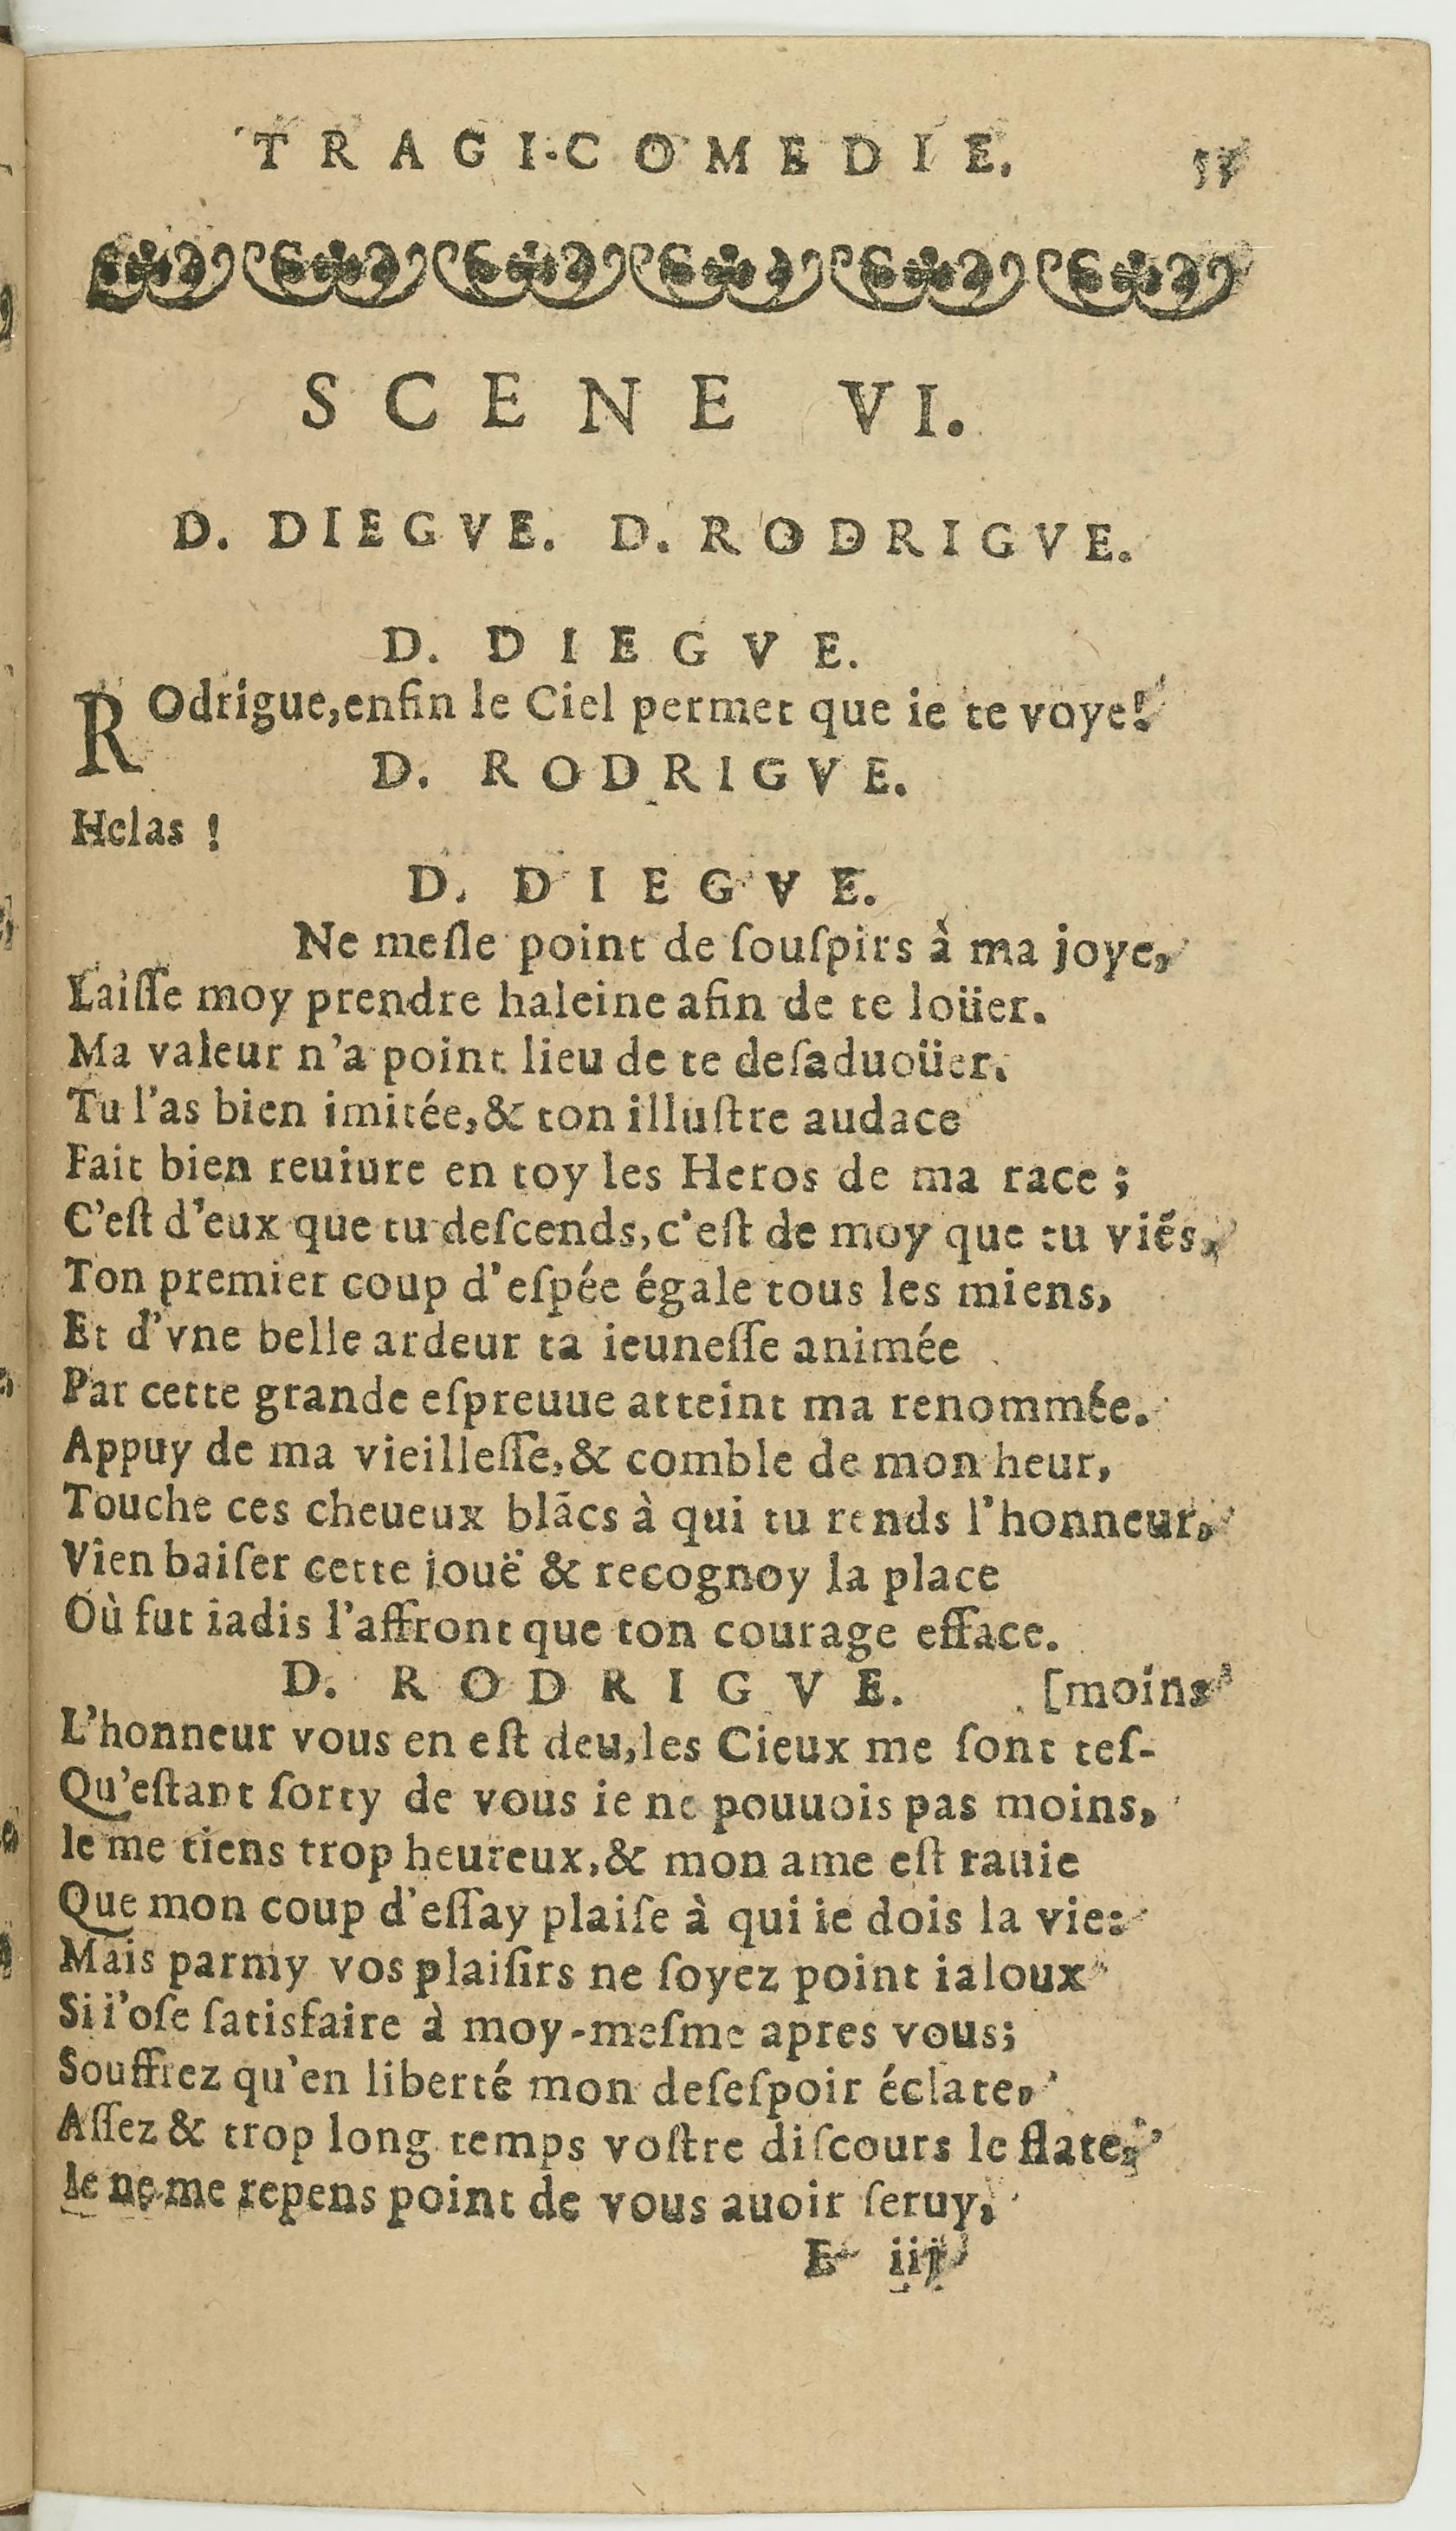 TRAGI-COMEDIE.
SCENE VI.
D. DIEGVE. D. RODRIGVE.
D. DIEGVE.
ROdrigue,enfin le Ciel permet que ie te voye!
D. RODRIGVE.
Helas !
D. DIEGVE.
Ne meſle point de ſouſpirs à ma joye,
Laiſſe moy prendre haleine afin de te loüer.
Ma valeur n'a point lieu de te deſaduoüer.
Tu l'as bien imitée,& ton illuſtre audace
Fait bien reuiure en toy les Heros de ma race ;
C'eſt d'eux que tu deſcends,c'eſt de moy que tu viẽs,
Ton premier coup d'eſpée égale tous les miens,
Et d'vne belle ardeur ta ieuneſſe animée
Par cette grande eſpreuue atteint ma renommée.
Appuy de ma vieilleſſe,& comble de mon heur,
Touche ces cheueux blãcs à qui tu rends l'honneur,
Vien baiſer cette jouë & recognoy la place
Où fut iadis l'affront que ton courage efface.
D. RODRIGVE. [moins
L'honneur vous en eſt deu,les Cieux me ſont teſ-
Qu'eſtant ſorty de vous ie ne pouuois pas moins,
Ie me tiens trop heureux,& mon ame eſt rauie
Que mon coup d'eſſay plaiſe à qui ie dois la vie:
Mais parmy vos plaiſirs ne ſoyez point ialoux
Si i'oſe ſatisfaire à moy-meſme apres vous;
Souffrez qu'en liberté mon deſeſpoir éclate,
Aſſez & trop long temps voſtre diſcours le flate,
Ie ne me repens point de vous auoir ſeruy,
E iij